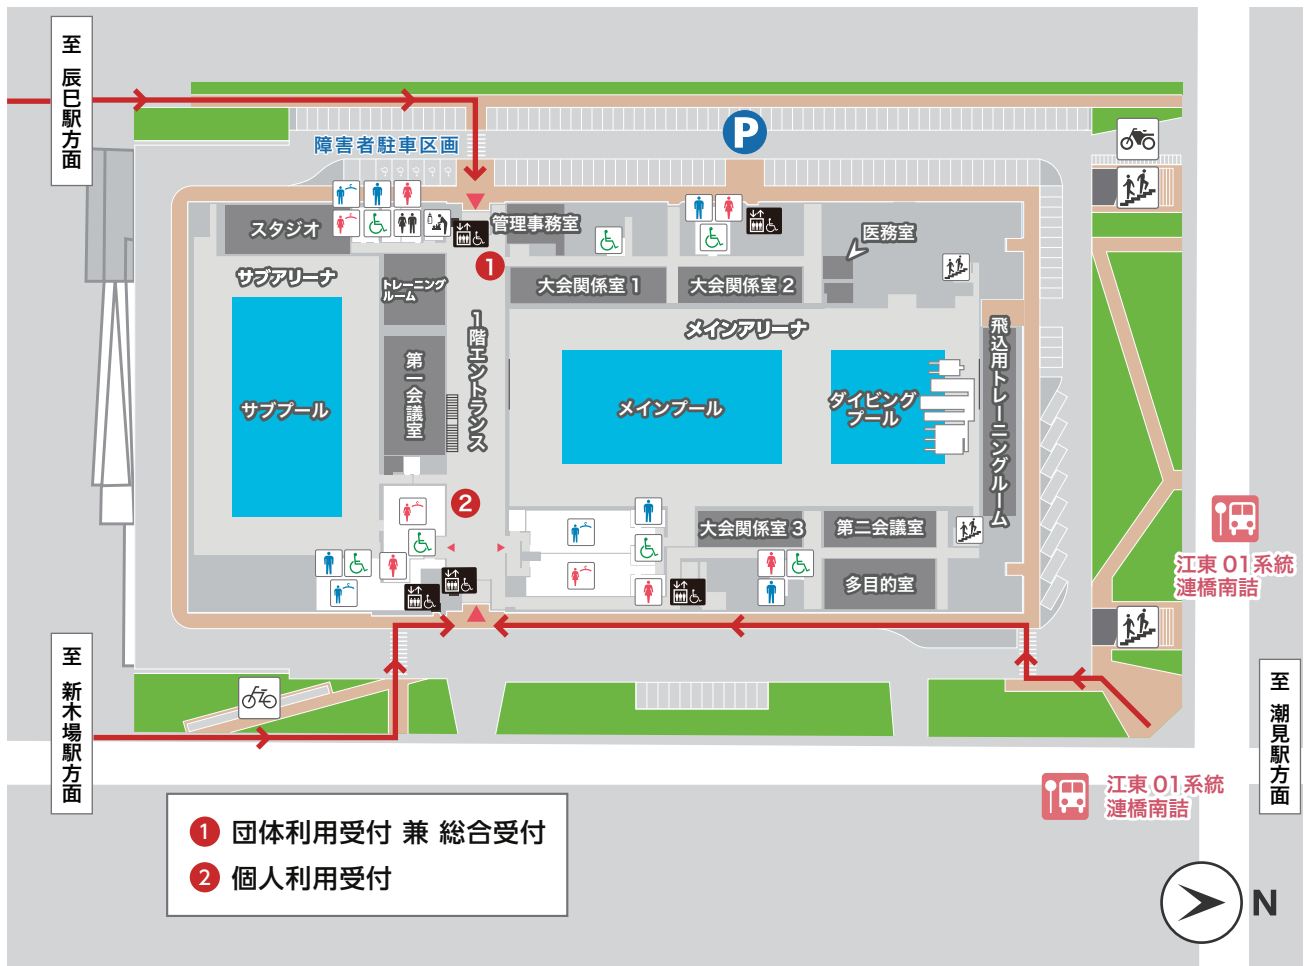 至 辰巳駅方面
障害者駐車区画
P
スタジオ
管理事務室
医務室
サブアリーナ
トレーニング
ルーム
1
大会関係室 1
大会関係室 2
1階エントランス
メインアリーナ
飛込用トレーニングルーム
第一会議室
サブプール
メインプール
ダイビング
プール
2
大会関係室 3
第二会議室
多目的室
江東 01系統
漣橋南詰
至 新木場駅方面
至 潮見駅方面
江東 01系統
漣橋南詰
1 団体利用受付 兼 総合受付
2 個人利用受付
N